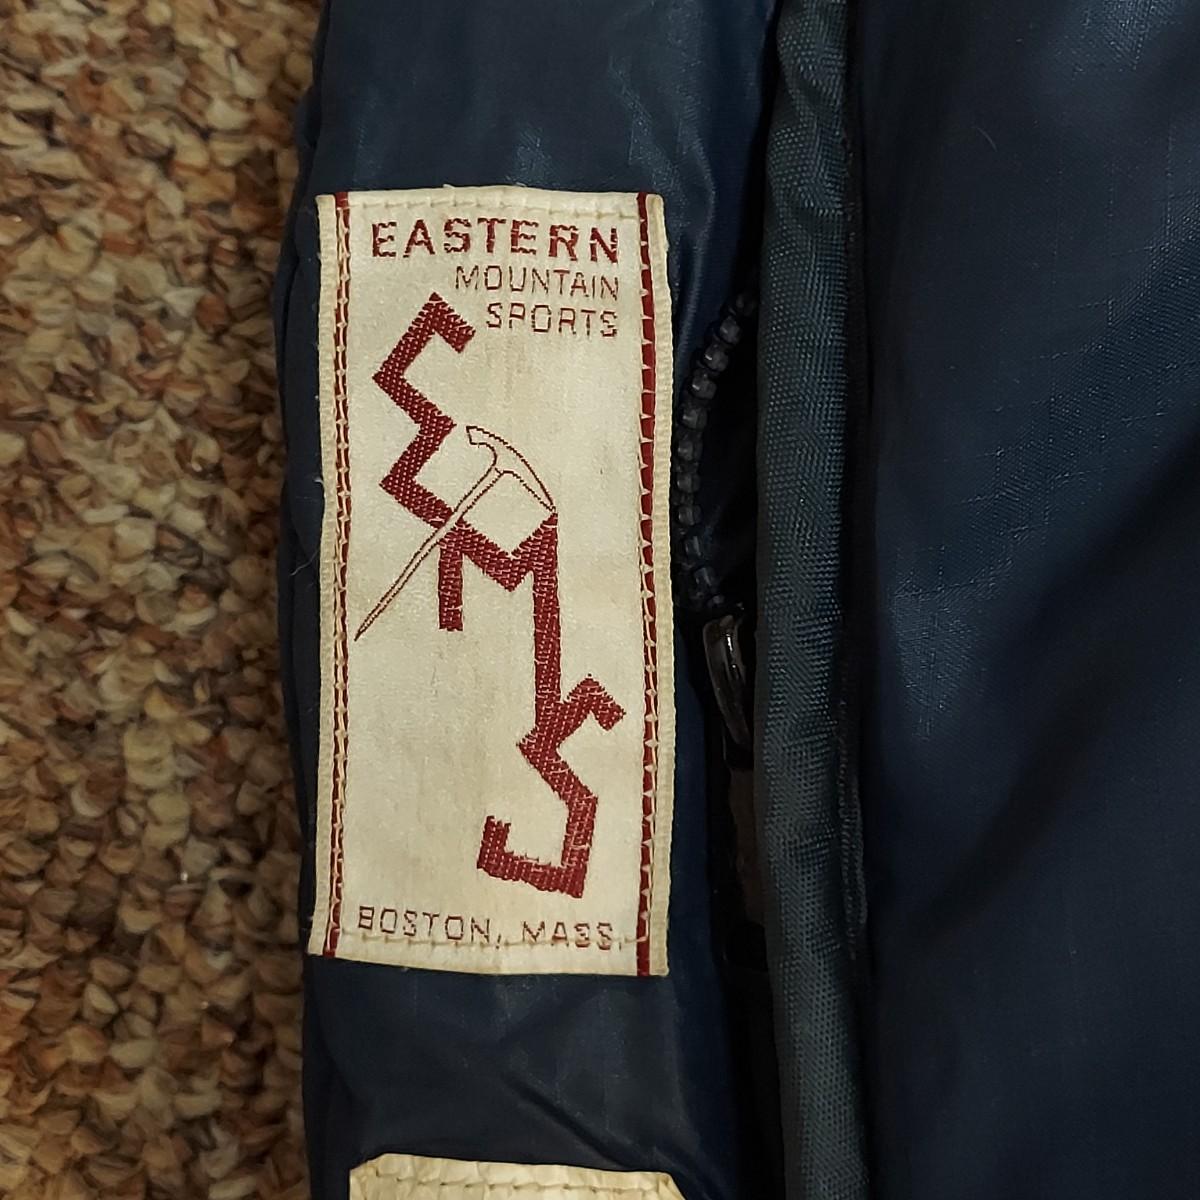 EASTERN
MOUNTAIN
SPORTS
EMS
BOSTON, MASS.